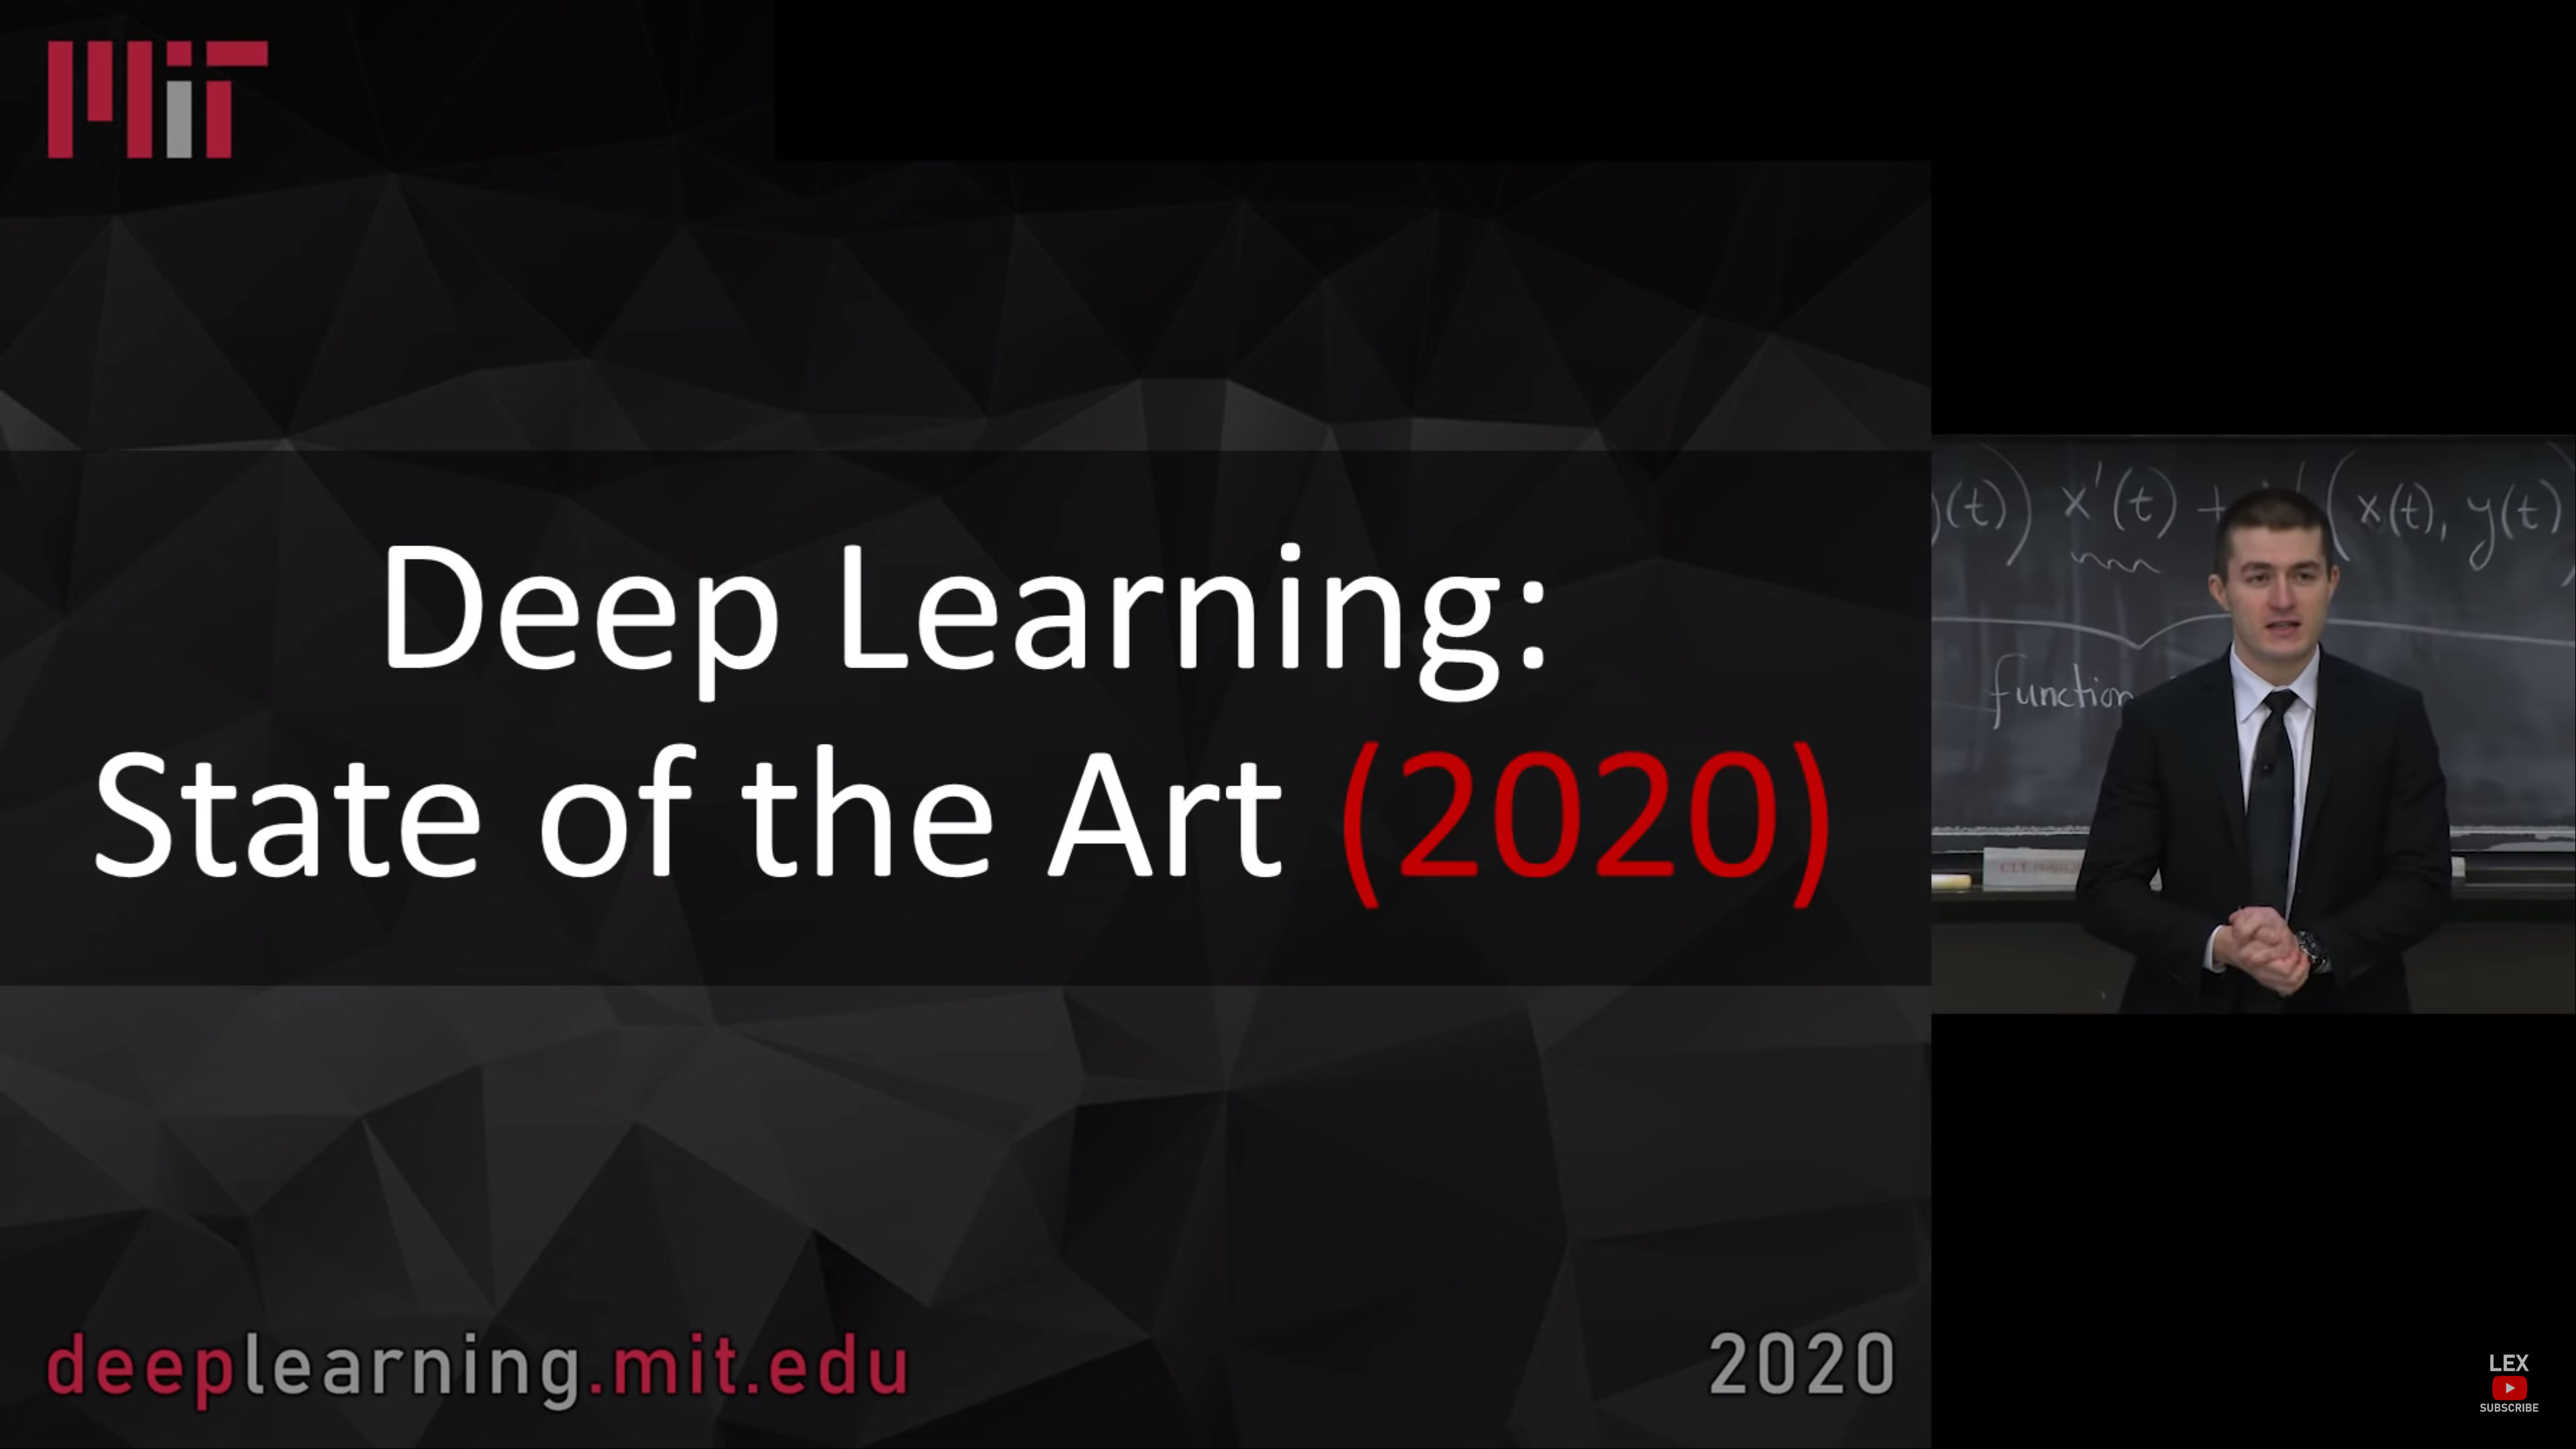 MIT
Deep Learning:
State of the Art (2020)
deeplearning.mit.edu
2020
(t)) x'(t) + (x(t), y(t)
function
LEX
SUBSCRIBE